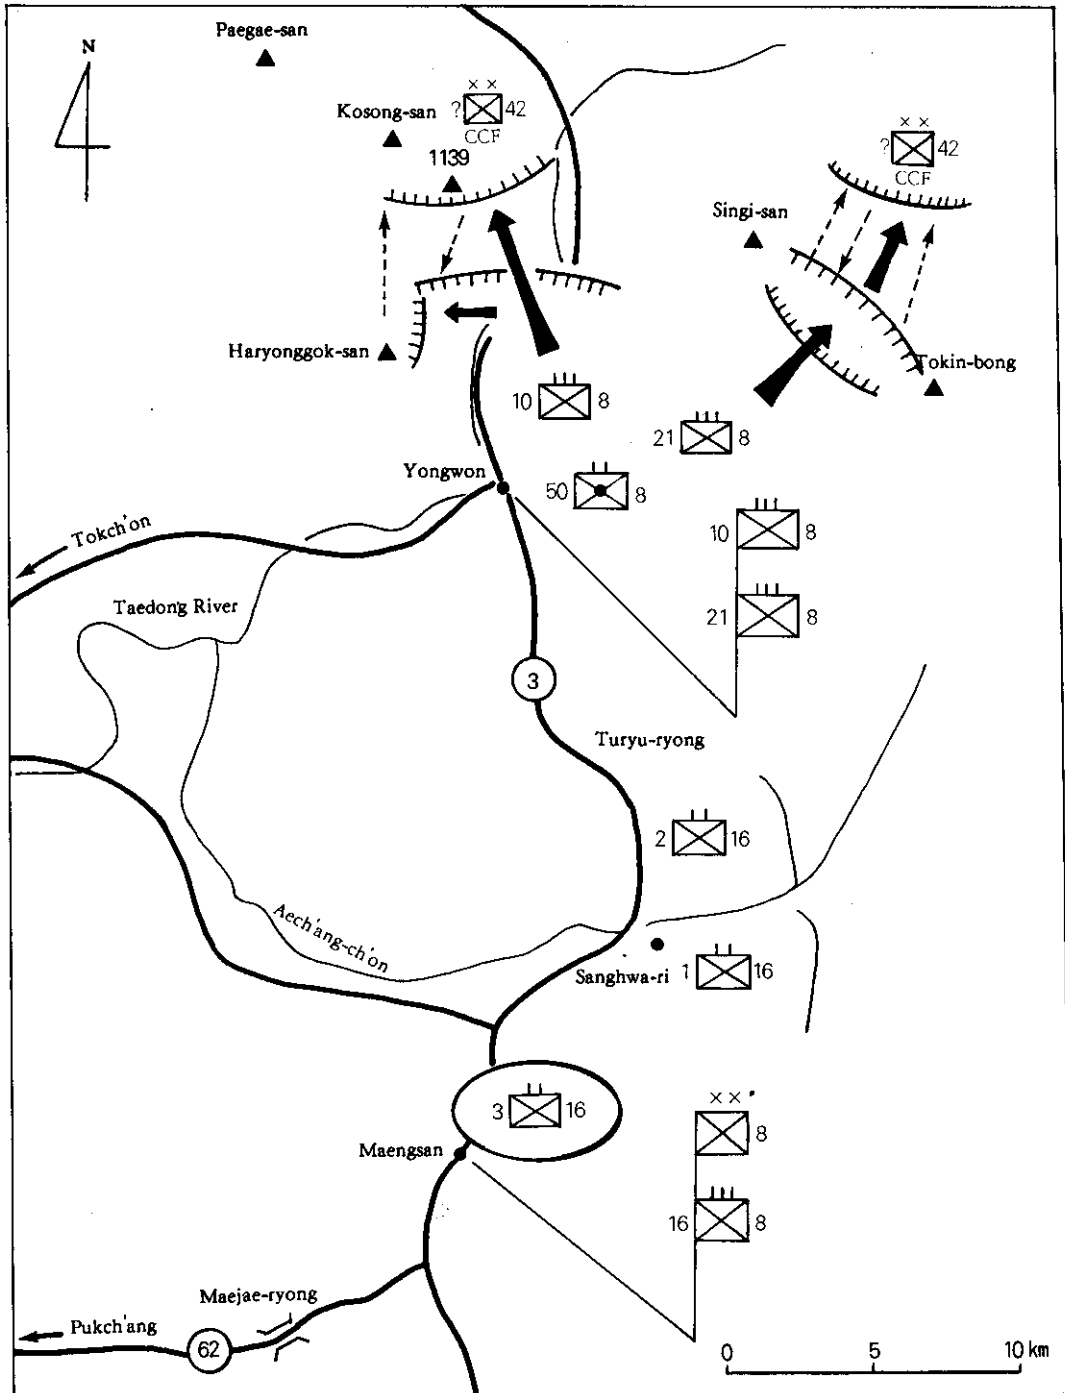 Paegae-san
N
× ×
Kosong-san
? 42
CCF
1139
× ×
? 42
CCF
Singi-san
Haryonggok-san
Tokin-bong
10 8
21 8
Yongwon
50 8
10 8
Tokch'on
Taedong River
21 8
3
Turyu-ryong
2 16
Aech'ang-ch'on
Sanghwa-ri
1 16
3 16
× ×
8
Maengsan
16 8
Maejae-ryong
Pukch'ang
62
0 5 10 km